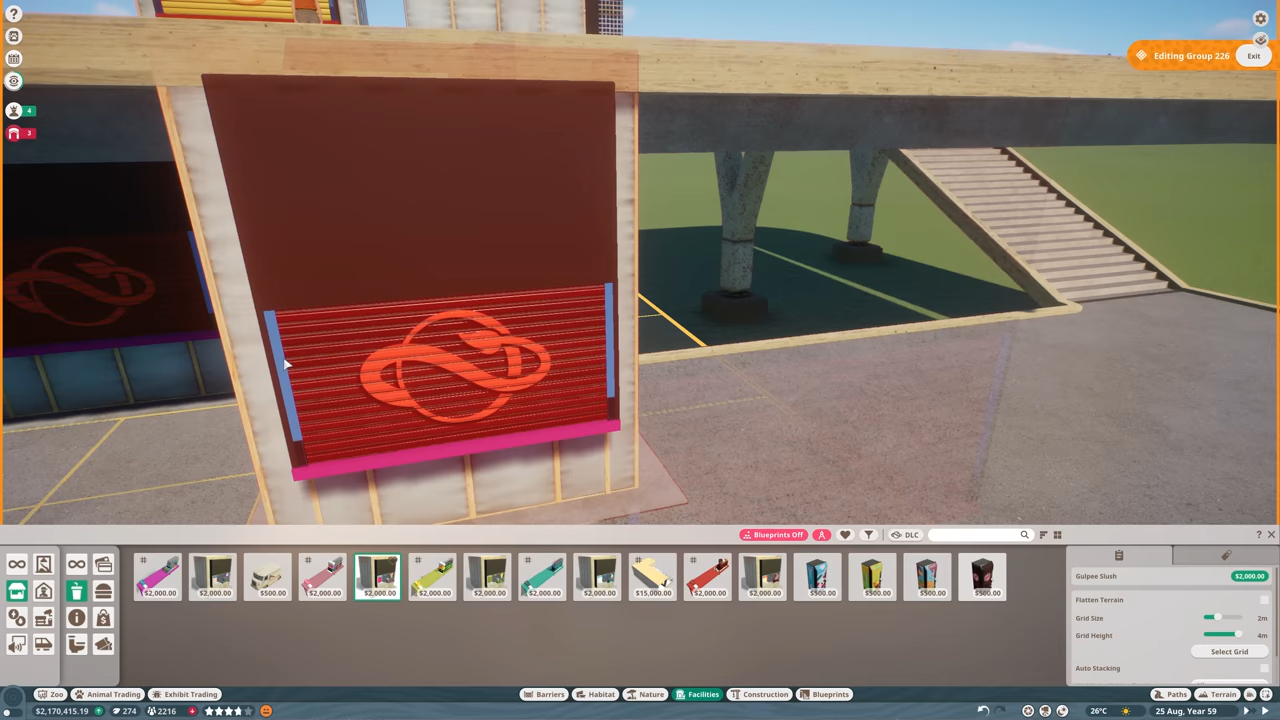 ?
Editing Group 226
Exit
4
3
Blueprints Off
DLC
?
$2,000.00
$2,000.00
$500.00
$2,000.00
$2,000.00
$2,000.00
$2,000.00
$2,000.00
$2,000.00
$15,000.00
$2,000.00
$2,000.00
$500.00
$500.00
$500.00
$500.00
Gulpee Slush
$2,000.00
Flatten Terrain
Grid Size
2m
Grid Height
4m
Select Grid
Auto Stacking
Zoo
Animal Trading
Exhibit Trading
Barriers
Habitat
Nature
Facilities
Construction
Blueprints
Paths
Terrain
$2,170,415.19
274
2216
26°C
25 Aug, Year 59